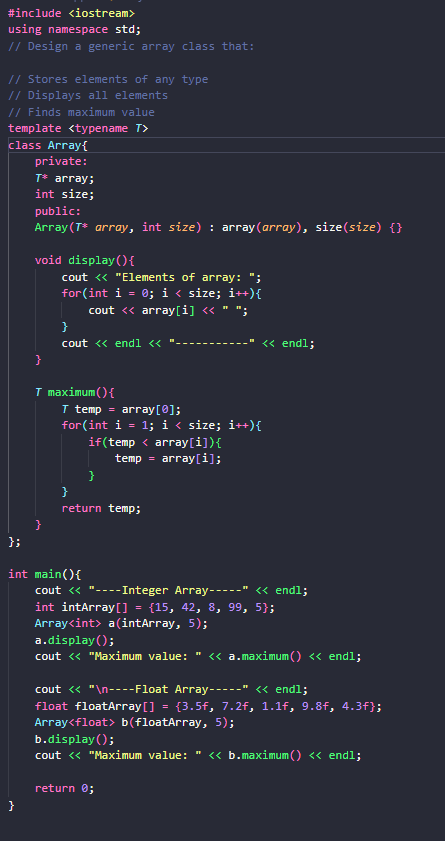 #include <iostream>
using namespace std;
// Design a generic array class that:
// Stores elements of any type
// Displays all elements
// Finds maximum value
template <typename T>
class Array{
    private:
    T* array;
    int size;
    public:
    Array(T* array, int size) : array(array), size(size) {}
    void display(){
        cout << "Elements of array: ";
        for(int i = 0; i < size; i++){
            cout << array[i] << " ";
        }
        cout << endl << "-----------" << endl;
    }
    T maximum(){
        T temp = array[0];
        for(int i = 1; i < size; i++){
            if(temp < array[i]){
                temp = array[i];
            }
        }
        return temp;
    }
};
int main(){
    cout << "----Integer Array-----" << endl;
    int intArray[] = {15, 42, 8, 99, 5};
    Array<int> a(intArray, 5);
    a.display();
    cout << "Maximum value: " << a.maximum() << endl;
    cout << "\n----Float Array-----" << endl;
    float floatArray[] = {3.5f, 7.2f, 1.1f, 9.8f, 4.3f};
    Array<float> b(floatArray, 5);
    b.display();
    cout << "Maximum value: " << b.maximum() << endl;
    return 0;
}